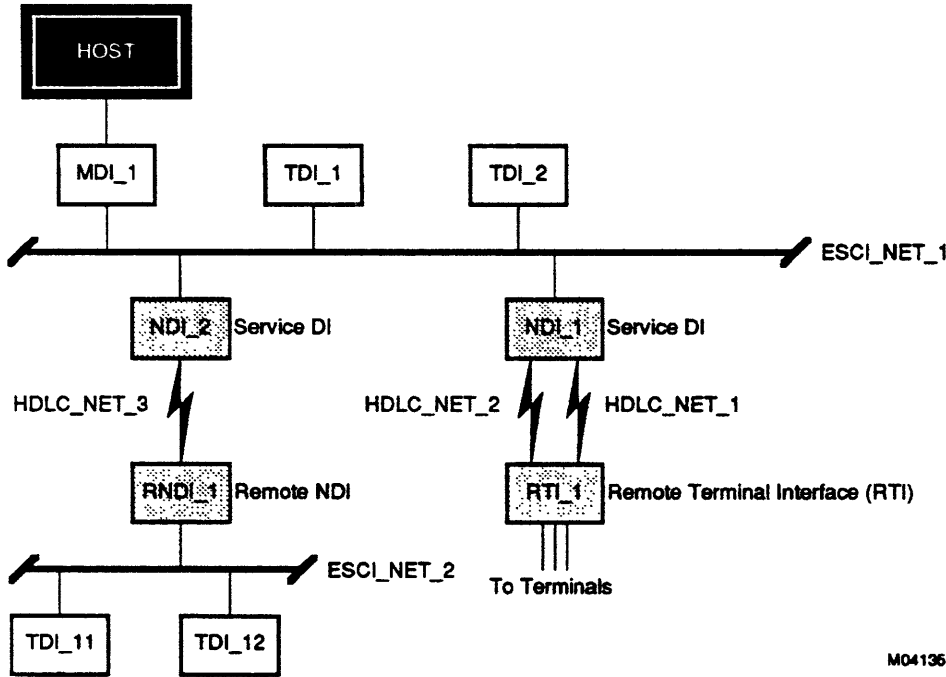 HOST
MDI_1
TDI_1
TDI_2
ESCI_NET_1
NDI_2 Service DI
NDI_1 Service DI
HDLC_NET_3
HDLC_NET_2
HDLC_NET_1
RNDI_1 Remote NDI
RTI_1 Remote Terminal Interface (RTI)
ESCI_NET_2
To Terminals
TDI_11
TDI_12
M04135